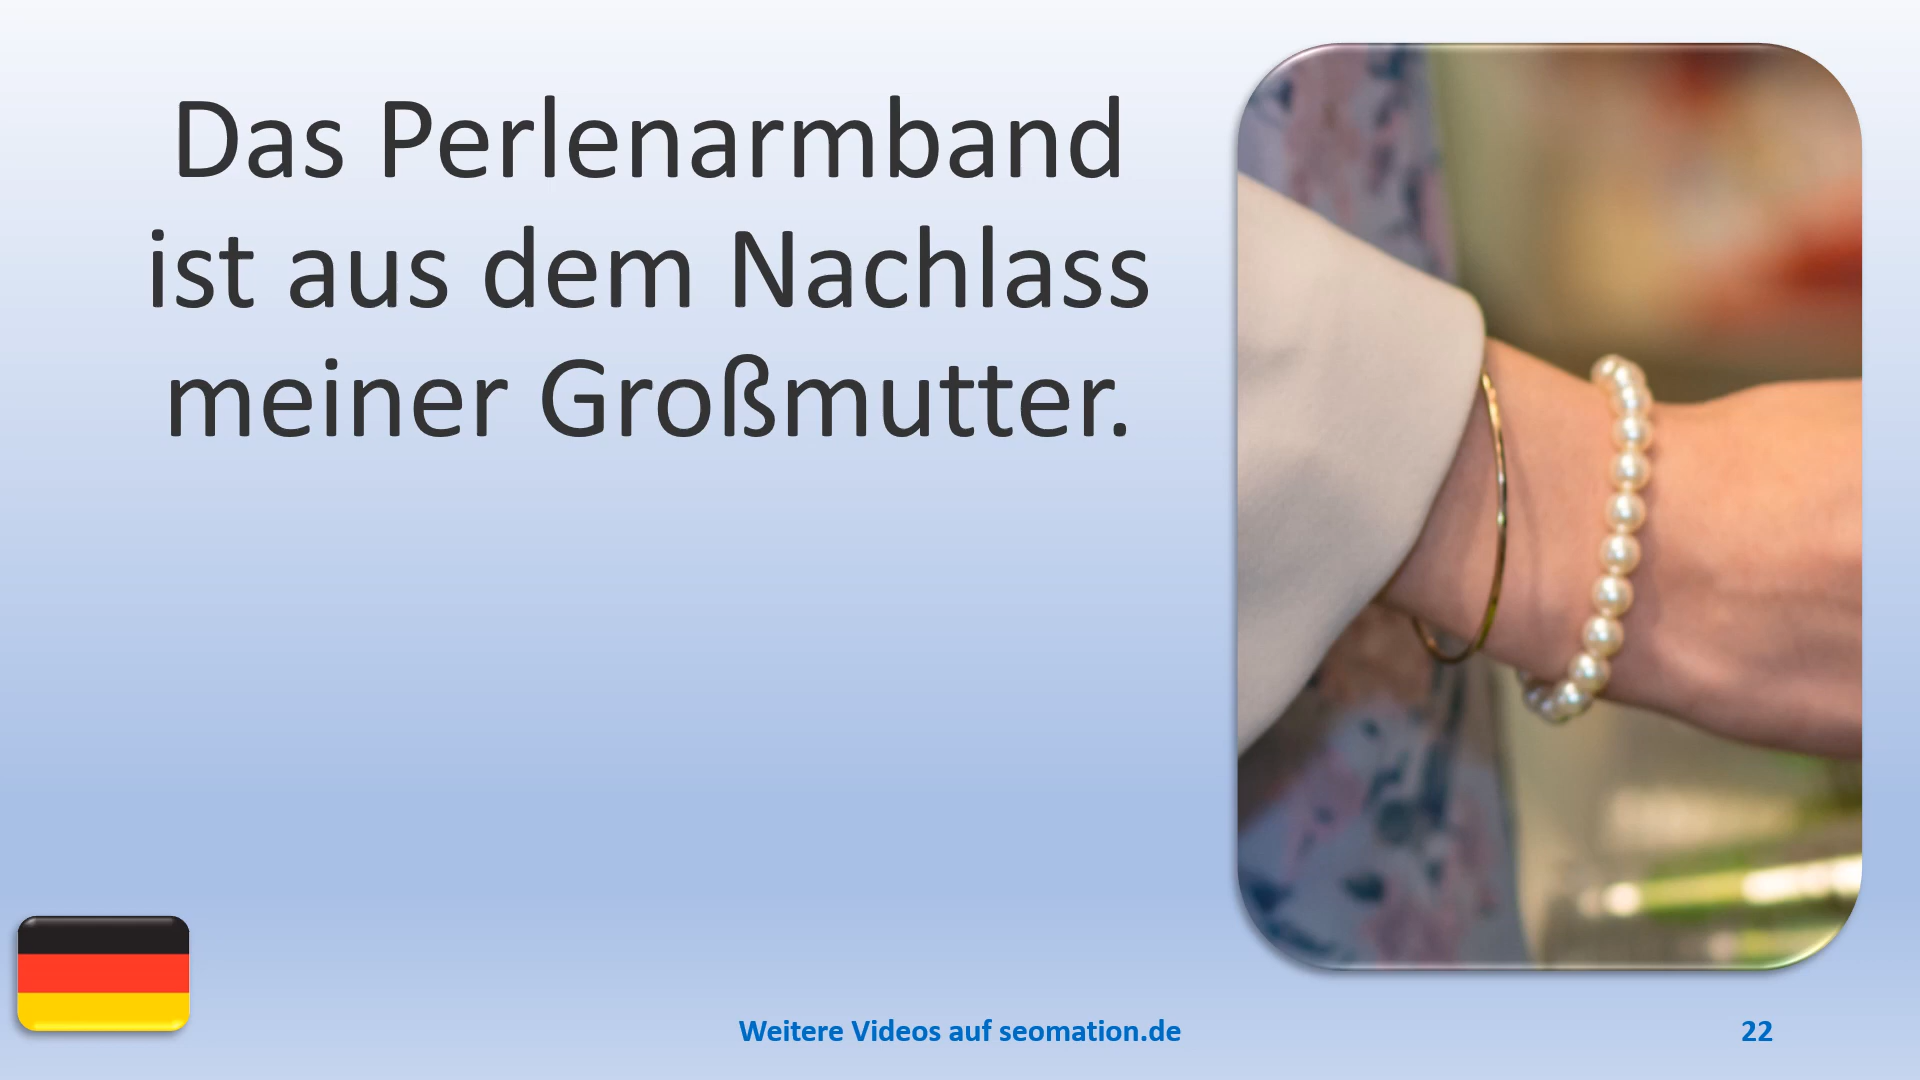 Das Perlenarmband
ist aus dem Nachlass
meiner Großmutter.
Weitere Videos auf seomation.de
22